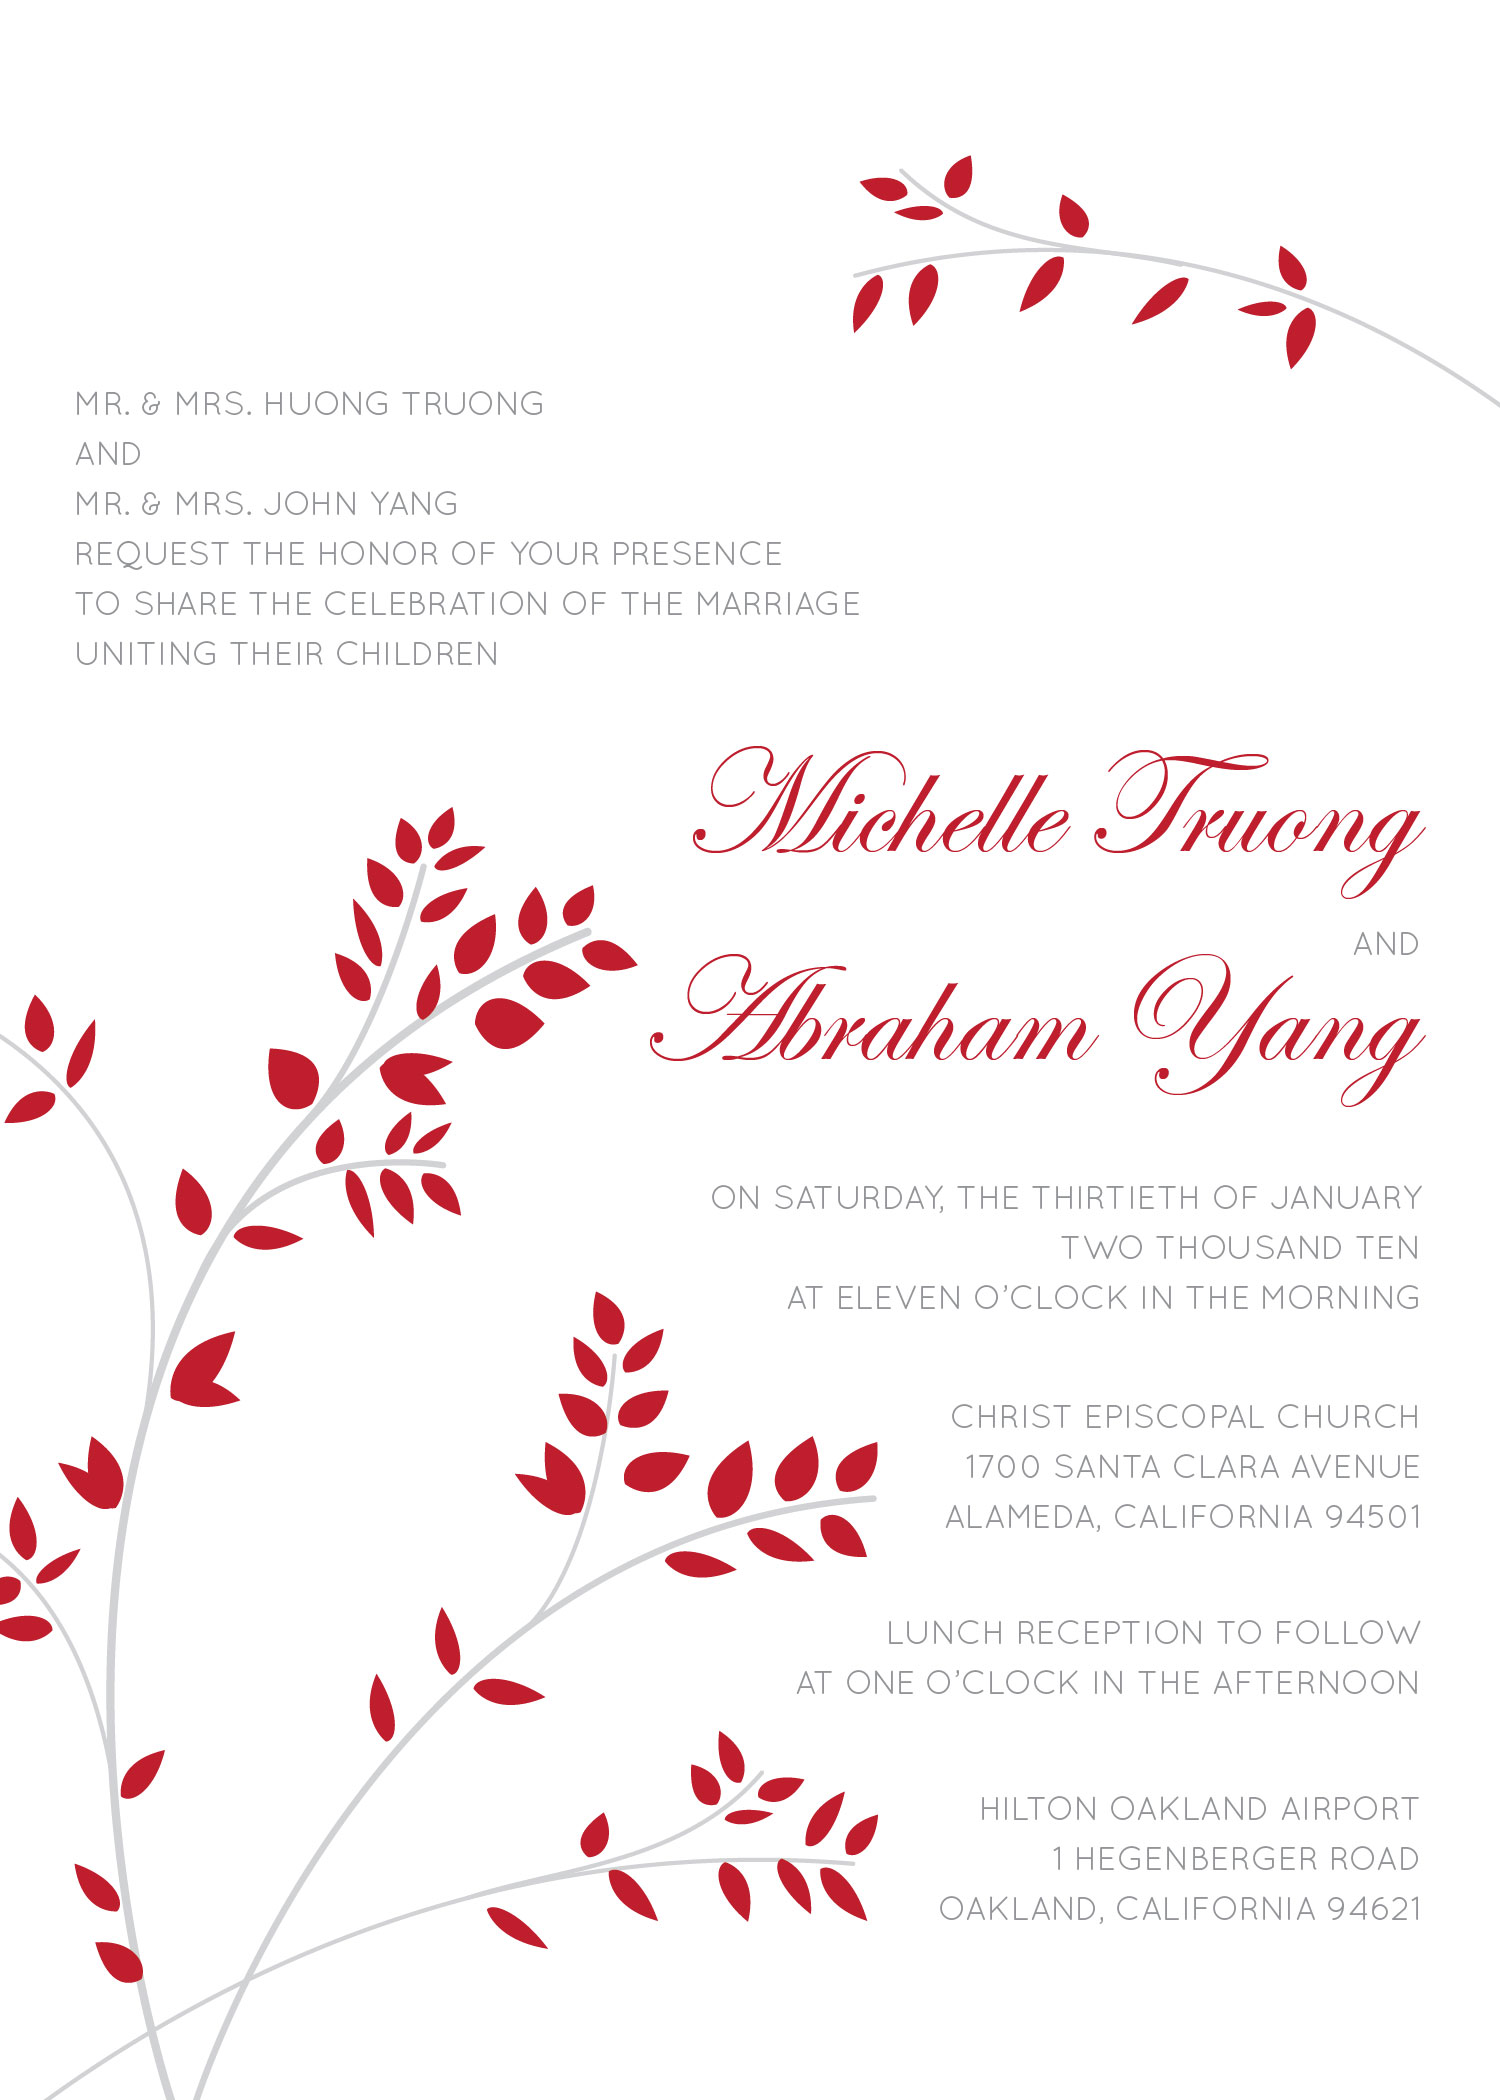 MR. & MRS. HUONG TRUONG
AND
MR. & MRS. JOHN YANG
REQUEST THE HONOR OF YOUR PRESENCE
TO SHARE THE CELEBRATION OF THE MARRIAGE
UNITING THEIR CHILDREN
Michelle Truong
AND
Abraham Yang
ON SATURDAY, THE THIRTIETH OF JANUARY
TWO THOUSAND TEN
AT ELEVEN O’CLOCK IN THE MORNING
CHRIST EPISCOPAL CHURCH
1700 SANTA CLARA AVENUE
ALAMEDA, CALIFORNIA 94501
LUNCH RECEPTION TO FOLLOW
AT ONE O’CLOCK IN THE AFTERNOON
HILTON OAKLAND AIRPORT
1 HEGENBERGER ROAD
OAKLAND, CALIFORNIA 94621